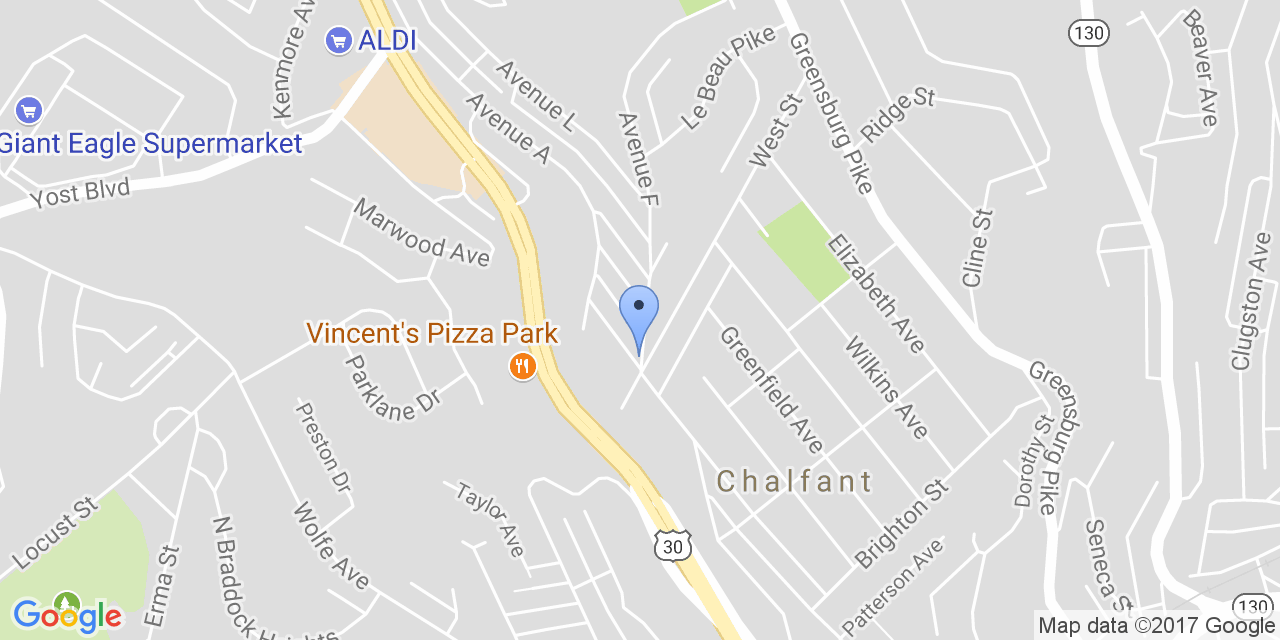 ALDI
Kenmore Av
Giant Eagle Supermarket
Yost Blvd
Avenue L
Avenue A
Avenue F
Le Beau Pike
West St
Greensburg Pike
Ridge St
130
Beaver Ave
Marwood Ave
Elizabeth Ave
Cline St
Clugston Ave
Vincent's Pizza Park
Parklane Dr
Greenfield Ave
Wilkins Ave
Greensburg Pike
Preston Dr
Dorothy St
Chalfant
Locust St
Taylor Ave
Brighton St
Wolfe Ave
N Braddock Heights
Erma St
30
Patterson Ave
Seneca St
130
Google
Map data ©2017 Google